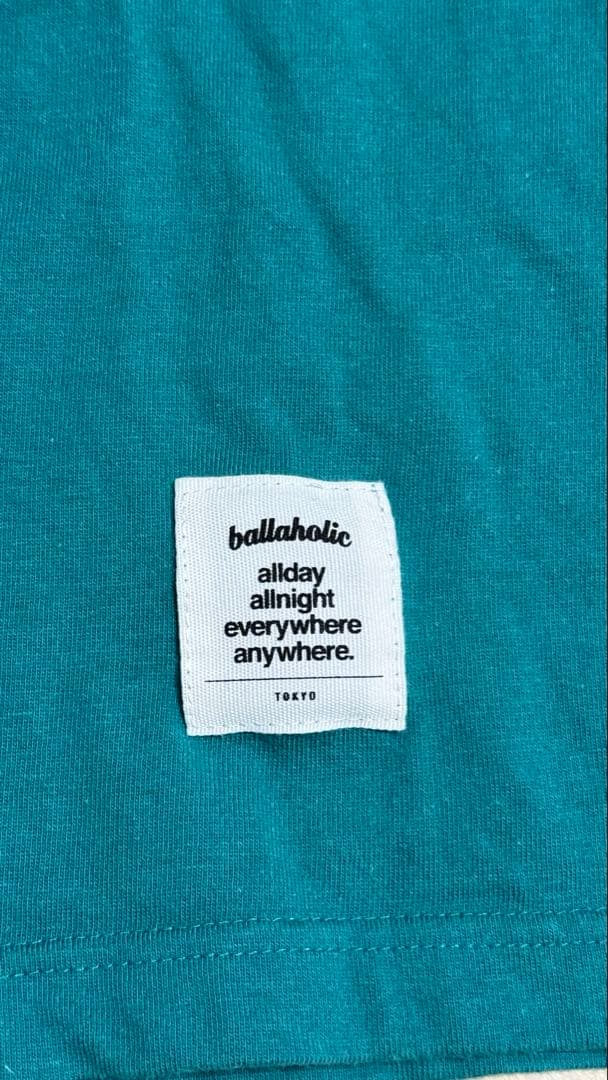 ballaholic
allday
allnight
everywhere
anywhere.
TOKYO